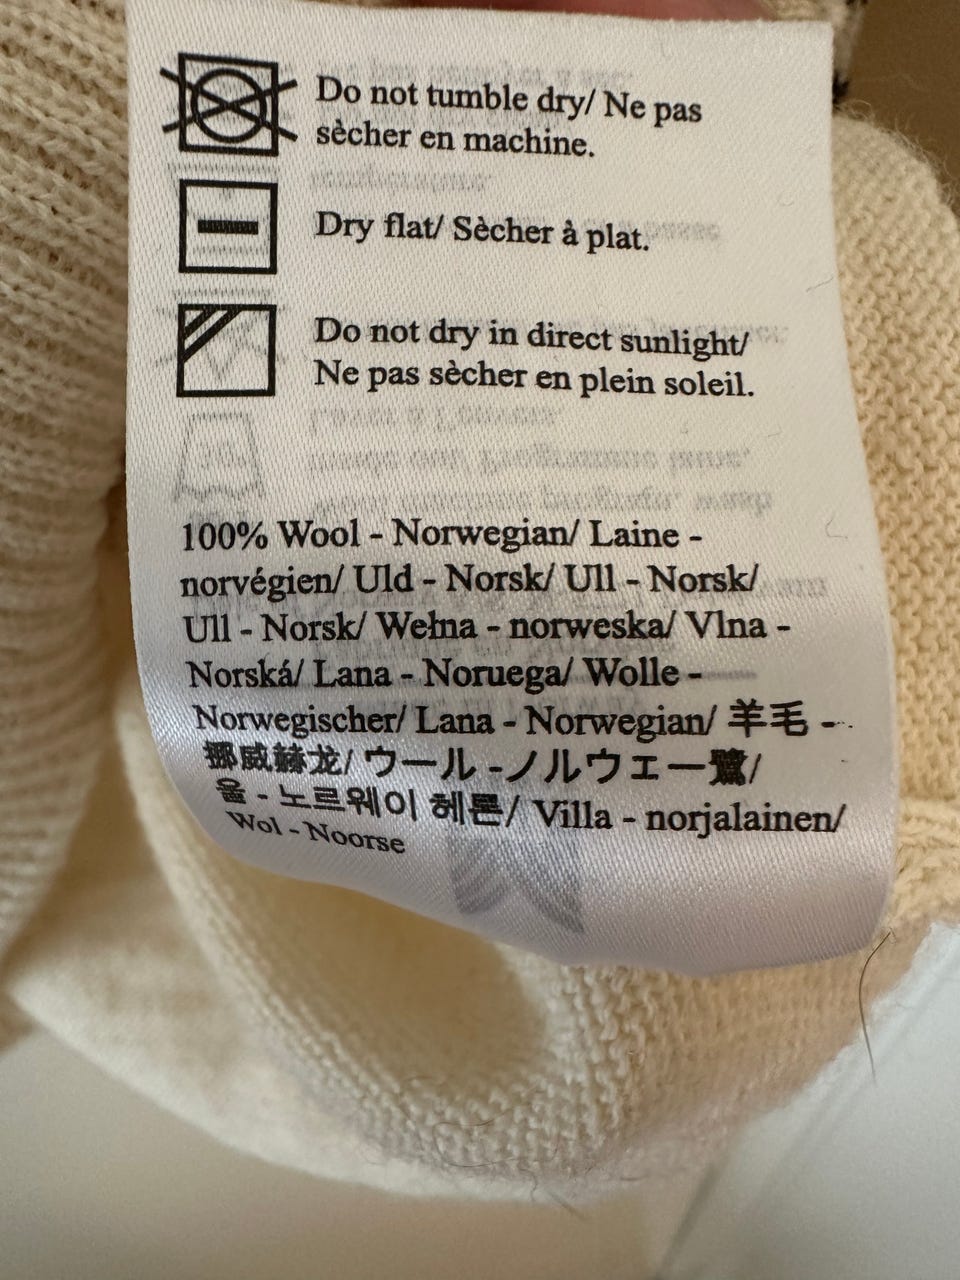 Do not tumble dry/ Ne pas
sècher en machine.
Dry flat/ Sècher à plat.
Do not dry in direct sunlight/
Ne pas sècher en plein soleil.
100% Wool - Norwegian/ Laine -
norvégien/ Uld - Norsk/ Ull - Norsk/
Ull - Norsk/ Wełna - norweska/ Vlna -
Norská/ Lana - Noruega/ Wolle -
Norwegischer/ Lana - Norwegian/ 羊毛 -
挪威赫龙/ ウール -ノルウェー鷺/
울 - 노르웨이 헤론/ Villa - norjalainen/
Wol - Noorse